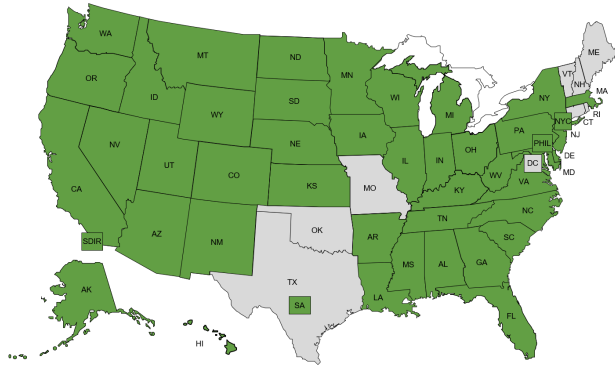 WA
ME
MT
ND
VT
MN
NH
OR
MA
ID
WI
SD
NY
MI
WY
RI
NYC
CT
PA
NJ
IA
NE
PHIL
NV
OH
IL
IN
DE
UT
DC
MD
CO
WV
VA
KS
MO
KY
CA
NC
TN
OK
AZ
NM
AR
SC
SDIR
MS
AL
GA
TX
AK
SA
LA
FL
HI